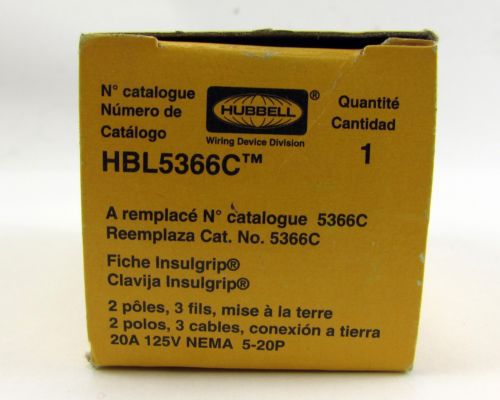 N° catalogue
Número de
Catálogo
HUBBELL®
Wiring Device Division
Quantité
Cantidad
1
HBL5366C™
A remplacé N° catalogue 5366C
Reemplaza Cat. No. 5366C
Fiche Insulgrip®
Clavija Insulgrip®
2 pôles, 3 fils, mise à la terre
2 polos, 3 cables, conexión a tierra
20A 125V NEMA 5-20P